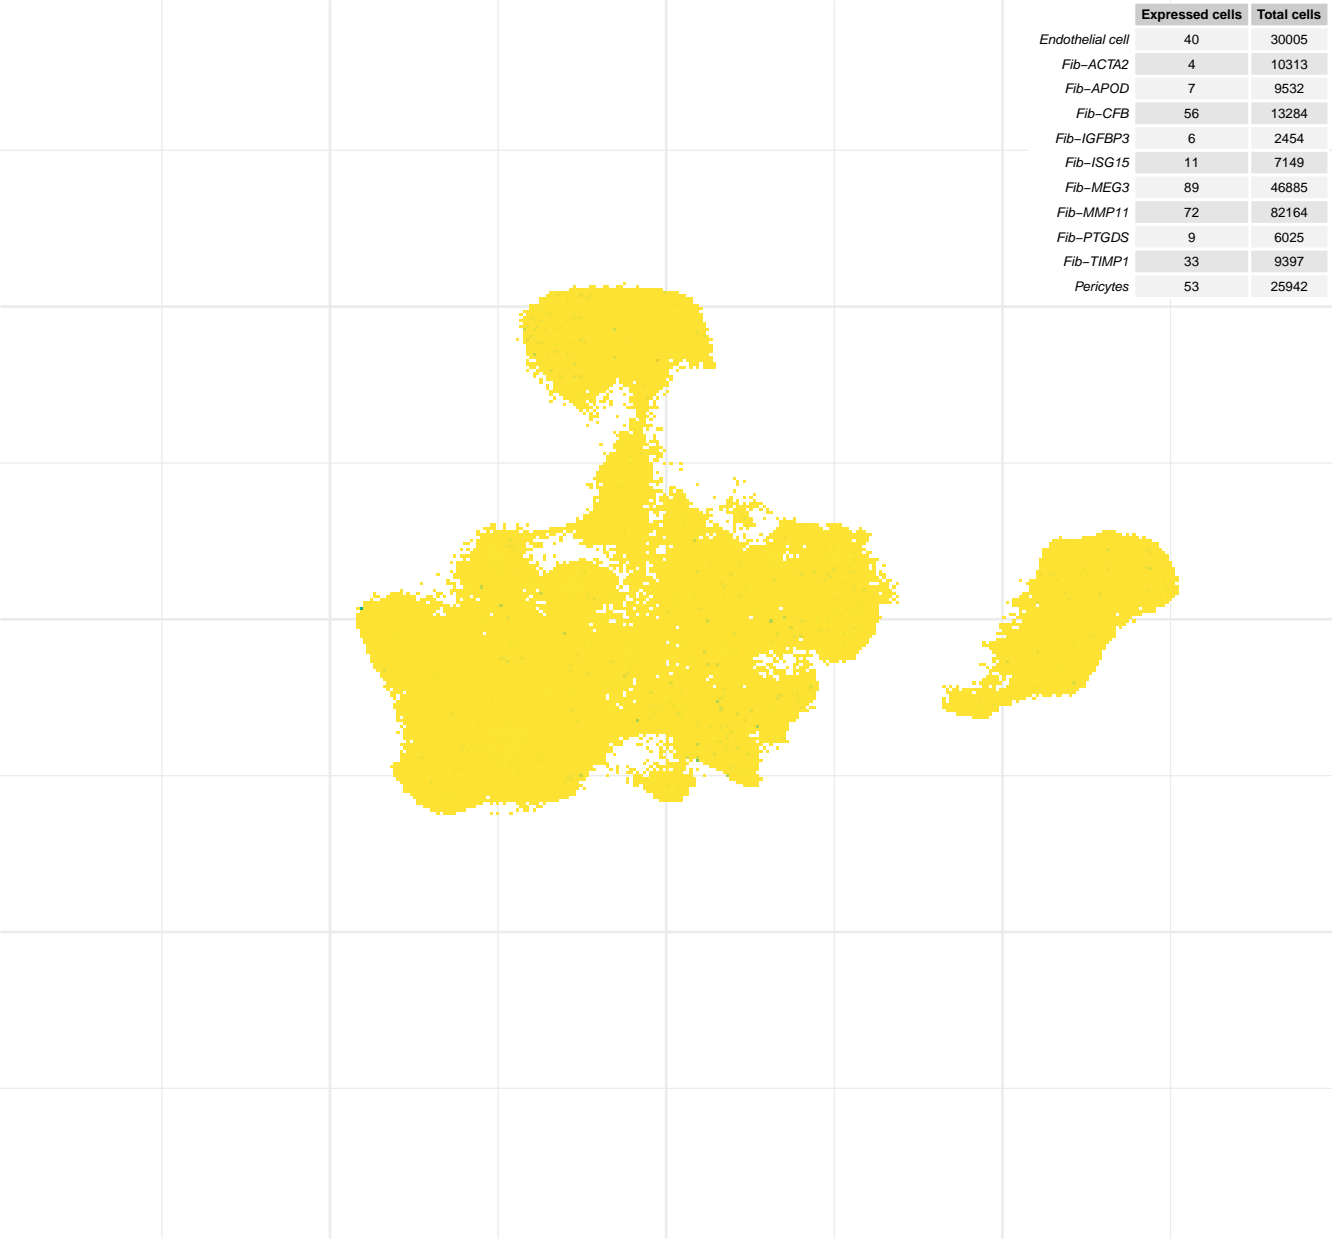 Expressed cells Total cells
Endothelial cell 40 30005
Fib−ACTA2 4 10313
Fib−APOD 7 9532
Fib−CFB 56 13284
Fib−IGFBP3 6 2454
Fib−ISG15 11 7149
Fib−MEG3 89 46885
Fib−MMP11 72 82164
Fib−PTGDS 9 6025
Fib−TIMP1 33 9397
Pericytes 53 25942